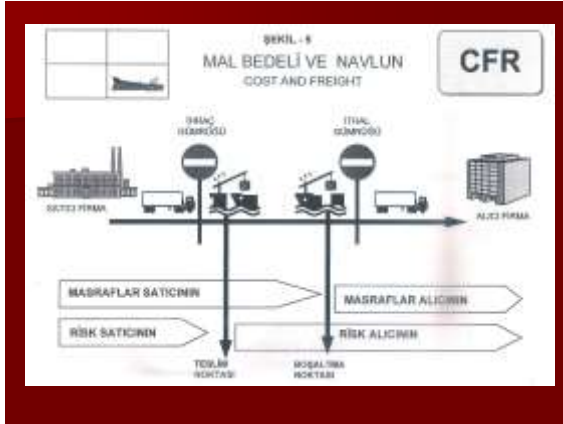 ŞEKİL - 6
MAL BEDELİ VE NAVLUN
COST AND FREIGHT
CFR
İHRAÇ
GÜMRÜĞÜ
İTHAL
GÜMRÜĞÜ
SATICI FİRMA
ALICI FİRMA
MASRAFLAR SATICININ
MASRAFLAR ALICININ
RİSK SATICININ
RİSK ALICININ
TESLİM
NOKTASI
BOŞALTMA
NOKTASI